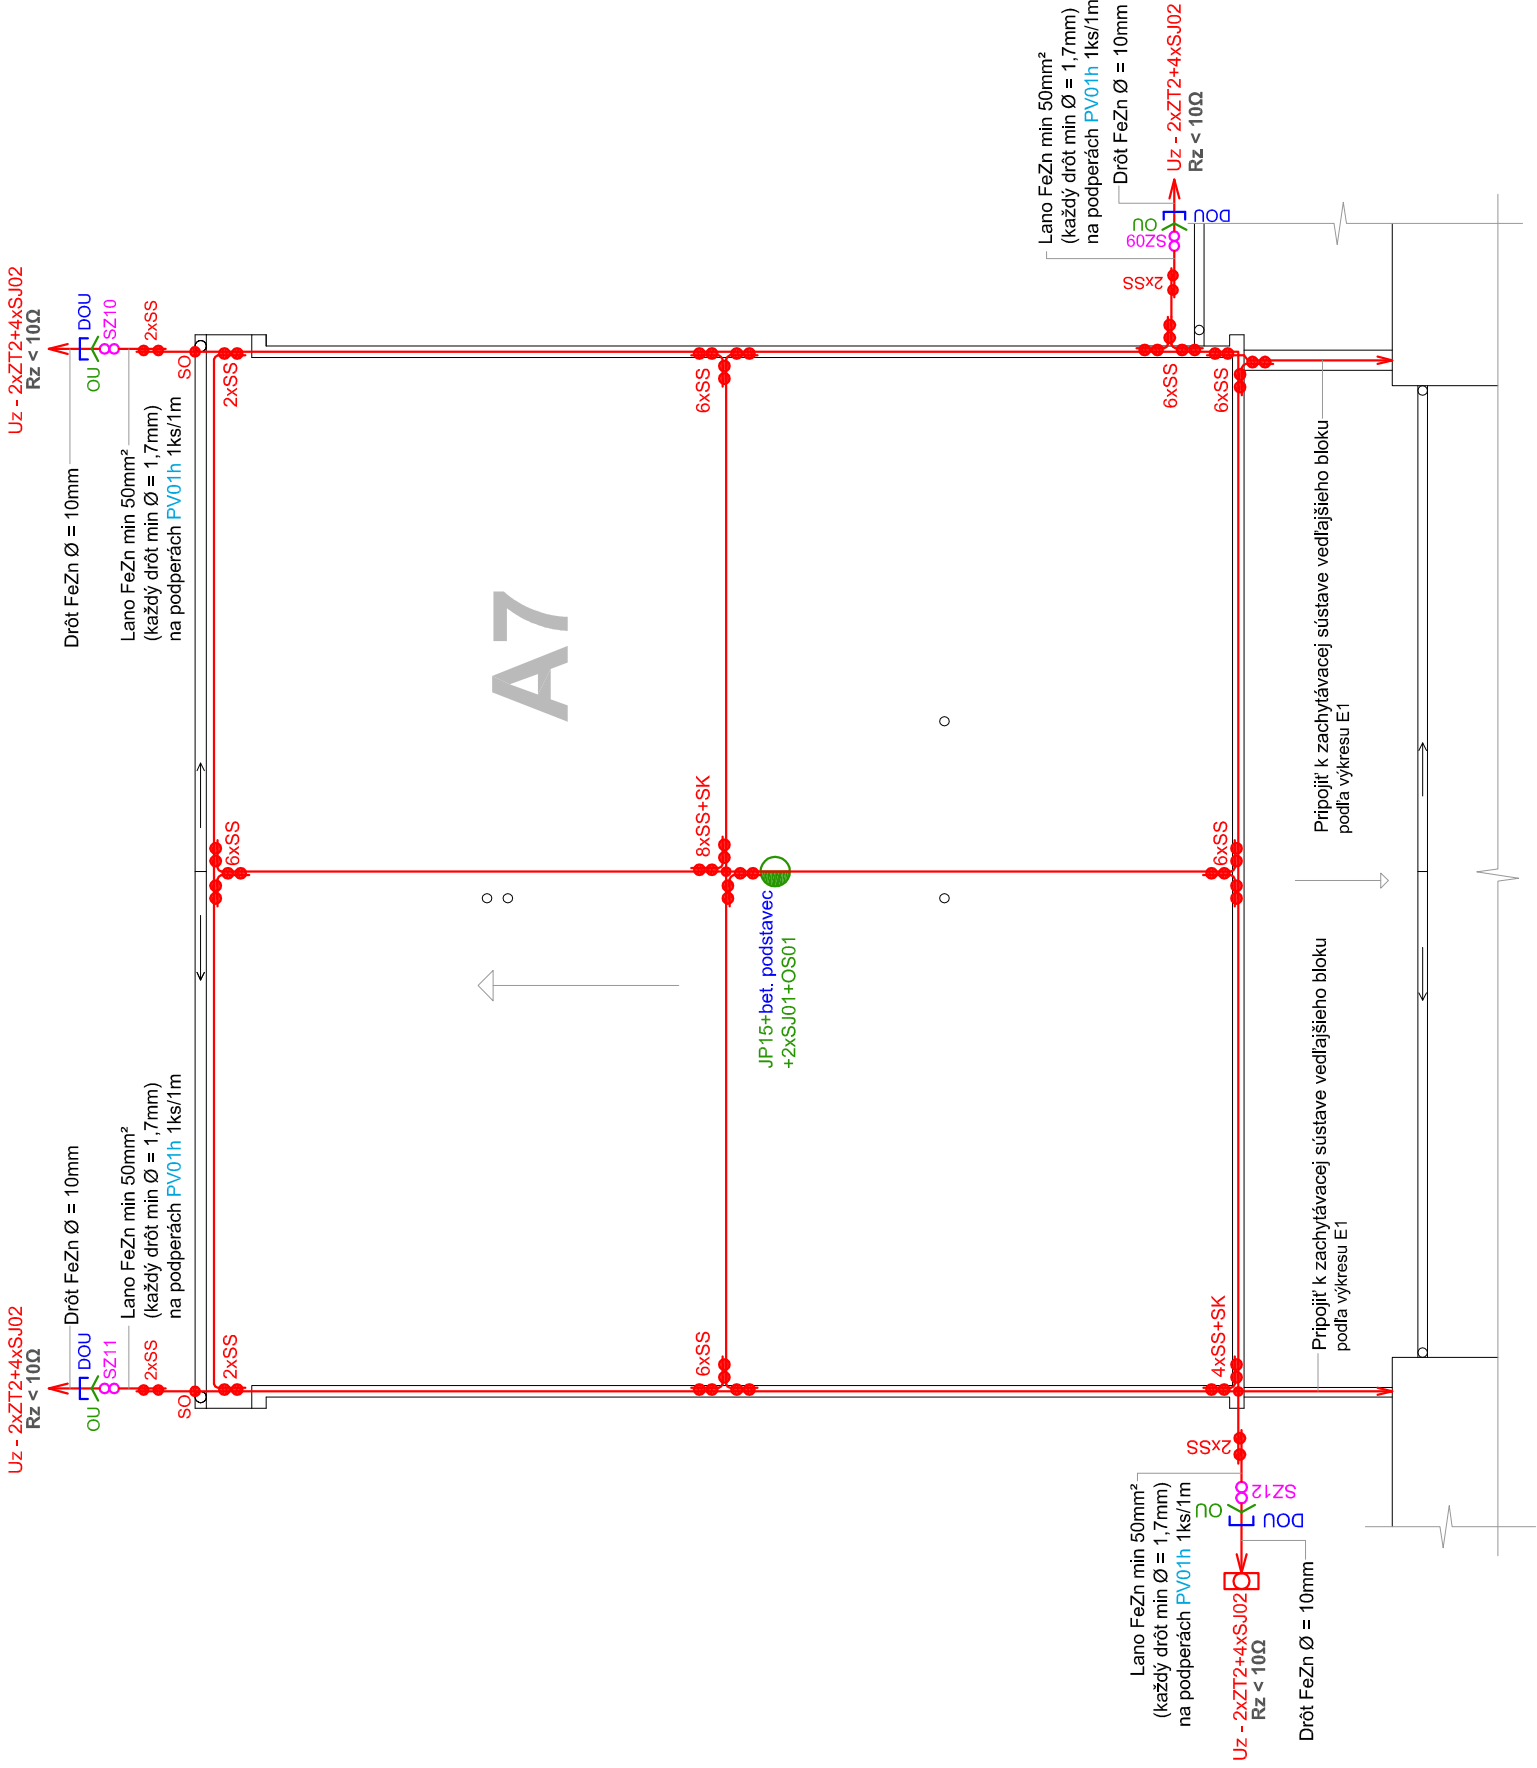 Uz - 2xZT2+4xSJ02
Rz < 10Ω
DOU
OU
SZ11
2xSS
SO
2xSS
Drôt FeZn Ø = 10mm
Lano FeZn min 50mm²
(každý drôt min Ø = 1,7mm)
na podperách PV01h 1ks/1m
6xSS
Uz - 2xZT2+4xSJ02
Rz < 10Ω
DOU
OU
SZ10
2xSS
SO
2xSS
Drôt FeZn Ø = 10mm
Lano FeZn min 50mm²
(každý drôt min Ø = 1,7mm)
na podperách PV01h 1ks/1m
A7
6xSS
8xSS+SK
6xSS
JP15+bet. podstavec
+2xSJ01+OS01
Lano FeZn min 50mm²
(každý drôt min Ø = 1,7mm)
na podperách PV01h 1ks/1m
Drôt FeZn Ø = 10mm
Uz - 2xZT2+4xSJ02
Rz < 10Ω
OU
DOU
SZ09
2xSS
6xSS
6xSS
6xSS
4xSS+SK
2xSS
SZ12
OU
DOU
Lano FeZn min 50mm²
(každý drôt min Ø = 1,7mm)
na podperách PV01h 1ks/1m
Uz - 2xZT2+4xSJ02
Rz < 10Ω
Drôt FeZn Ø = 10mm
Pripojiť k zachytávacej sústave vedľajšieho bloku
podľa výkresu E1
Pripojiť k zachytávacej sústave vedľajšieho bloku
podľa výkresu E1